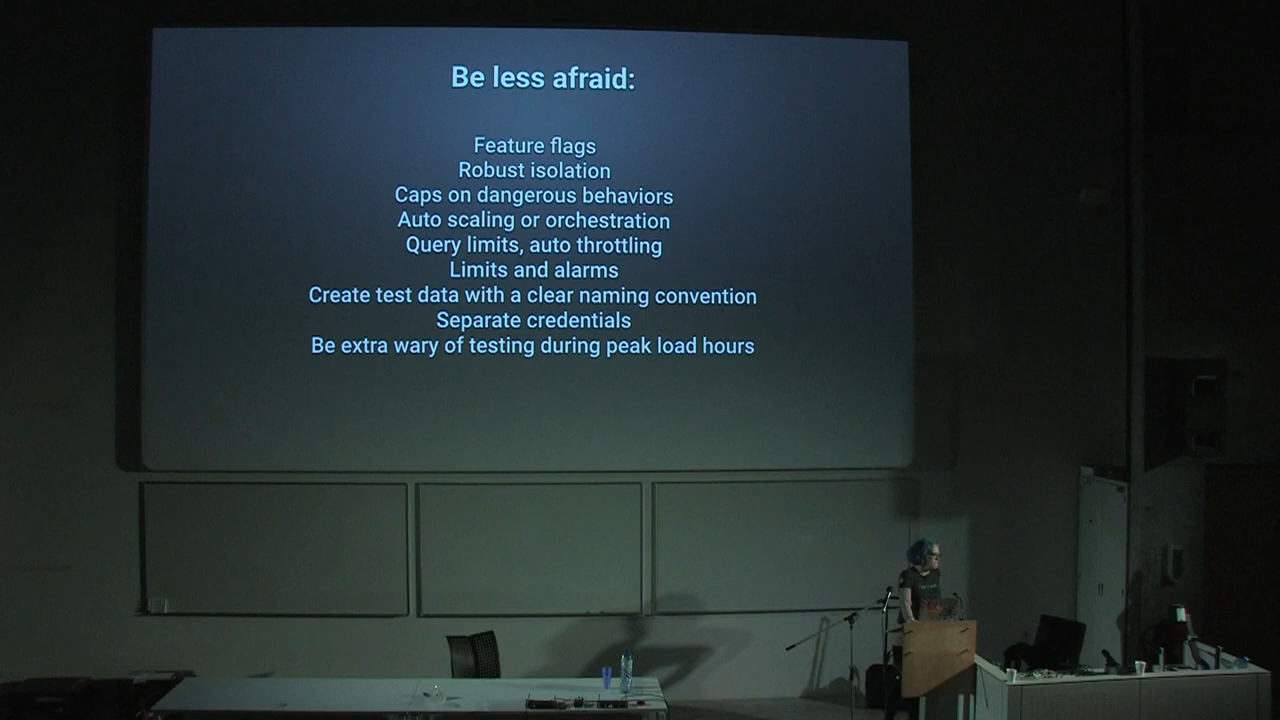 Be less afraid:
Feature flags
Robust isolation
Caps on dangerous behaviors
Auto scaling or orchestration
Query limits, auto throttling
Limits and alarms
Create test data with a clear naming convention
Separate credentials
Be extra wary of testing during peak load hours